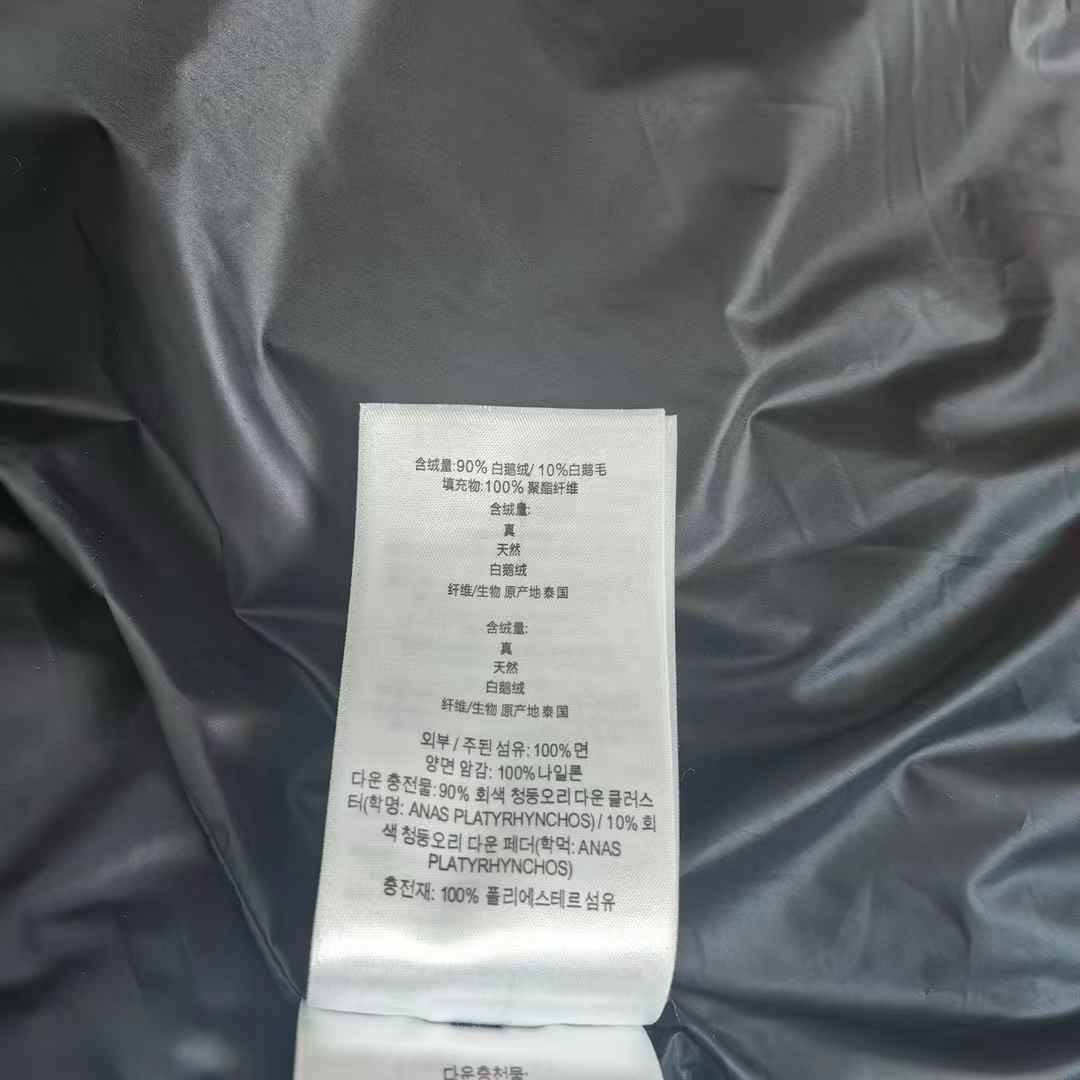 含绒量:90% 白鹅绒/ 10%白鹅毛
填充物:100% 聚酯纤维
含绒量:
真
天然
白鹅绒
纤维/生物 原产地 泰国
含绒量:
真
天然
白鹅绒
纤维/生物 原产地 泰国
외부 / 주된 섬유: 100% 면
양면 암감: 100% 나일론
다운 충전물: 90% 회색 청둥오리 다운 클러스
터(학명: ANAS PLATYRHYNCHOS) / 10% 회
색 청둥오리 다운 페더(학먹: ANAS
PLATYRHYNCHOS)
충전재: 100% 폴리에스테르 섬유
다운충천물: